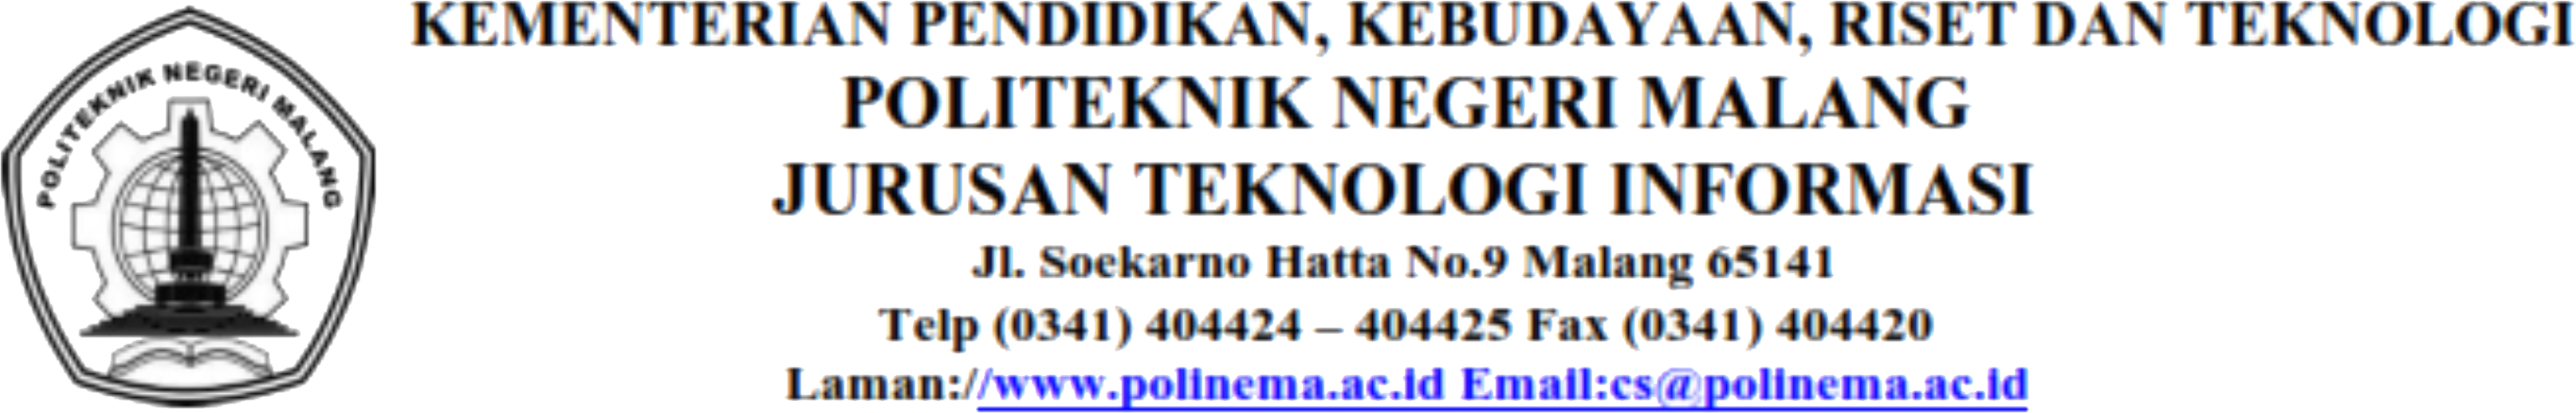 POLITEKNIK NEGERI MALANG
KEMENTERIAN PENDIDIKAN, KEBUDAYAAN, RISET DAN TEKNOLOGI
POLITEKNIK NEGERI MALANG
JURUSAN TEKNOLOGI INFORMASI
Jl. Soekarno Hatta No.9 Malang 65141
Telp (0341) 404424 – 404425 Fax (0341) 404420
Laman://www.polinema.ac.id Email:cs@polinema.ac.id